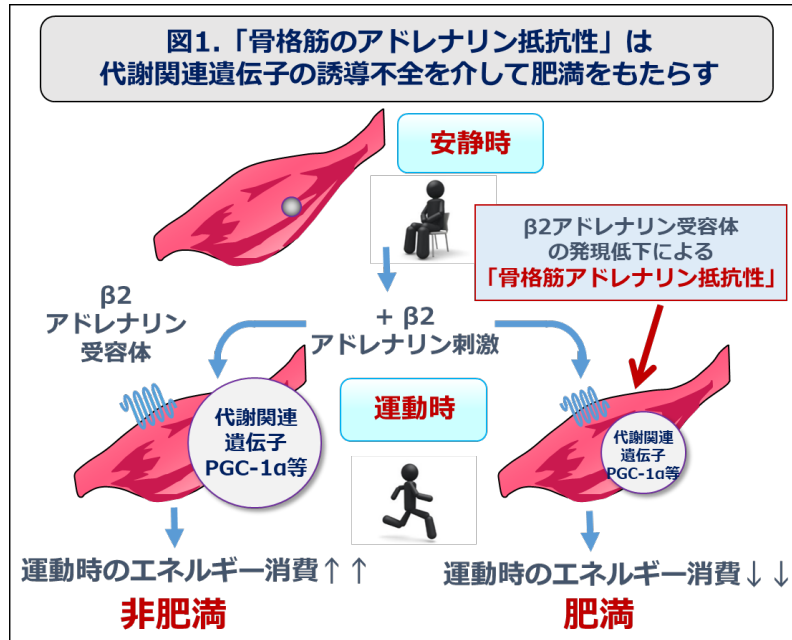 図1.「骨格筋のアドレナリン抵抗性」は
代謝関連遺伝子の誘導不全を介して肥満をもたらす
安静時
β2アドレナリン受容体
の発現低下による
「骨格筋アドレナリン抵抗性」
β2
アドレナリン
受容体
+ β2
アドレナリン刺激
運動時
代謝関連
遺伝子
PGC-1α等
代謝関連
遺伝子
PGC-1α等
運動時のエネルギー消費↑↑
非肥満
運動時のエネルギー消費↓↓
肥満